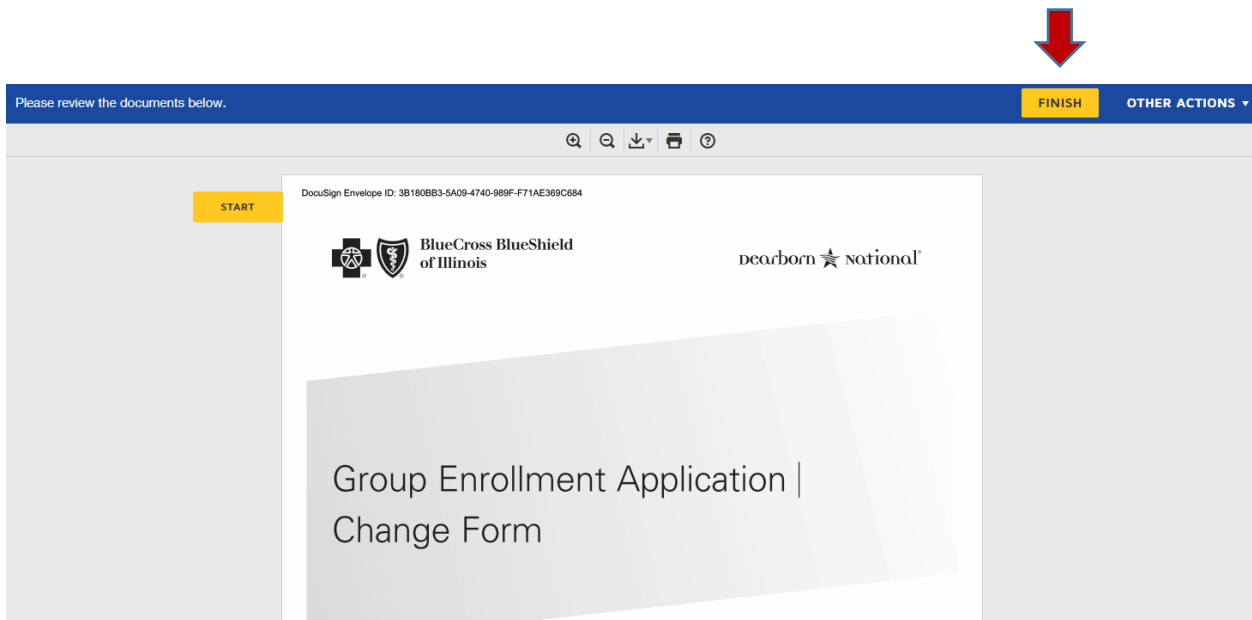 Please review the documents below.
FINISH
OTHER ACTIONS
START
DocuSign Envelope ID: 3B180BB3-5A09-4740-989F-F71AE369C684
BlueCross BlueShield
of Illinois
Dearborn National®
Group Enrollment Application |
Change Form